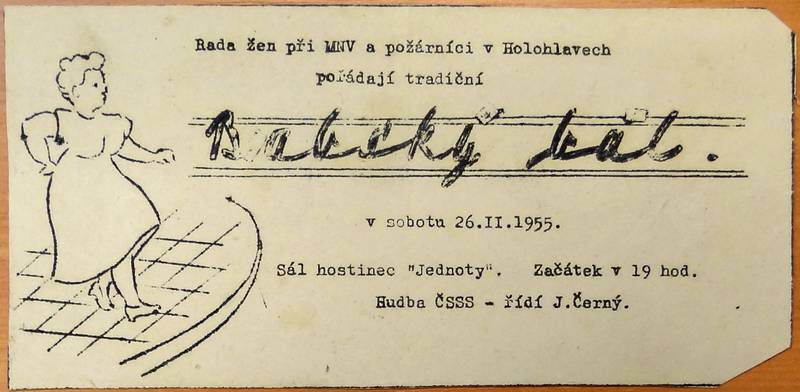 Rada žen při MNV a požárníci v Holohlavech
pořádají tradiční
Babský bál.
v sobotu 26.II.1955.
Sál hostinec "Jednoty". Začátek v 19 hod.
Hudba ČSSS - řídí J.Černý.